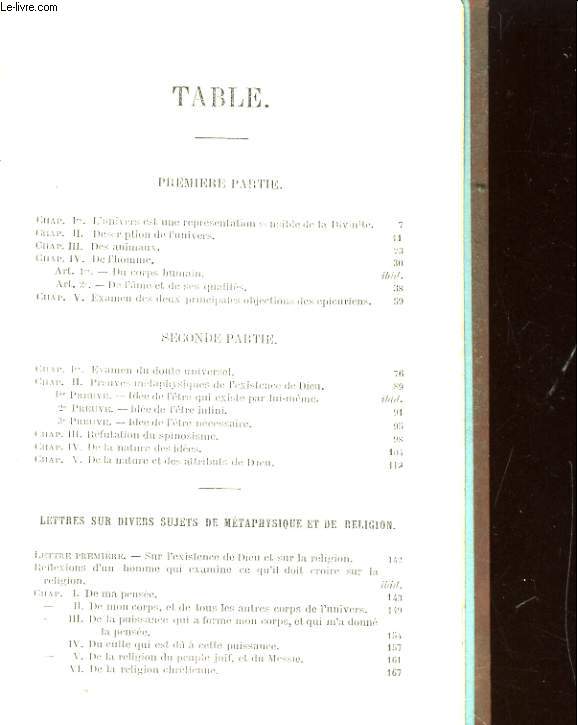 Le-livre.com
TABLE.
PREMIÈRE PARTIE.
CHAP. Ier. L'univers est une représentation sensible de la Divinité. 7
CHAP. II. Description de l'univers. 11
CHAP. III. Des animaux. 23
CHAP. IV. De l'homme. 30
Art. 1er. — Du corps humain. ibid.
Art. 2e. — De l'âme et de ses qualités. 38
CHAP. V. Examen des deux principales objections des épicuriens. 59
SECONDE PARTIE.
CHAP. Ier. Examen du doute universel. 76
CHAP. II. Preuves métaphysiques de l'existence de Dieu. 89
1re PREUVE. — Idée de l'être qui existe par lui-même. ibid.
2e PREUVE. — Idée de l'être infini. 91
3e PREUVE. — Idée de l'être nécessaire. 95
CHAP. III. Réfutation du spinosisme. 98
CHAP. IV. De la nature des idées. 104
CHAP. V. De la nature et des attributs de Dieu. 112
LETTRES SUR DIVERS SUJETS DE MÉTAPHYSIQUE ET DE RELIGION.
LETTRE PREMIÈRE. — Sur l'existence de Dieu et sur la religion. 142
Réflexions d'un homme qui examine ce qu'il doit croire sur la
religion. ibid.
CHAP. I. De ma pensée. 143
— II. De mon corps, et de tous les autres corps de l'univers. 149
— III. De la puissance qui a formé mon corps, et qui m'a donné
la pensée. 154
IV. Du culte qui est dû à cette puissance. 157
— V. De la religion du peuple juif, et du Messie. 161
VI. De la religion chrétienne. 167